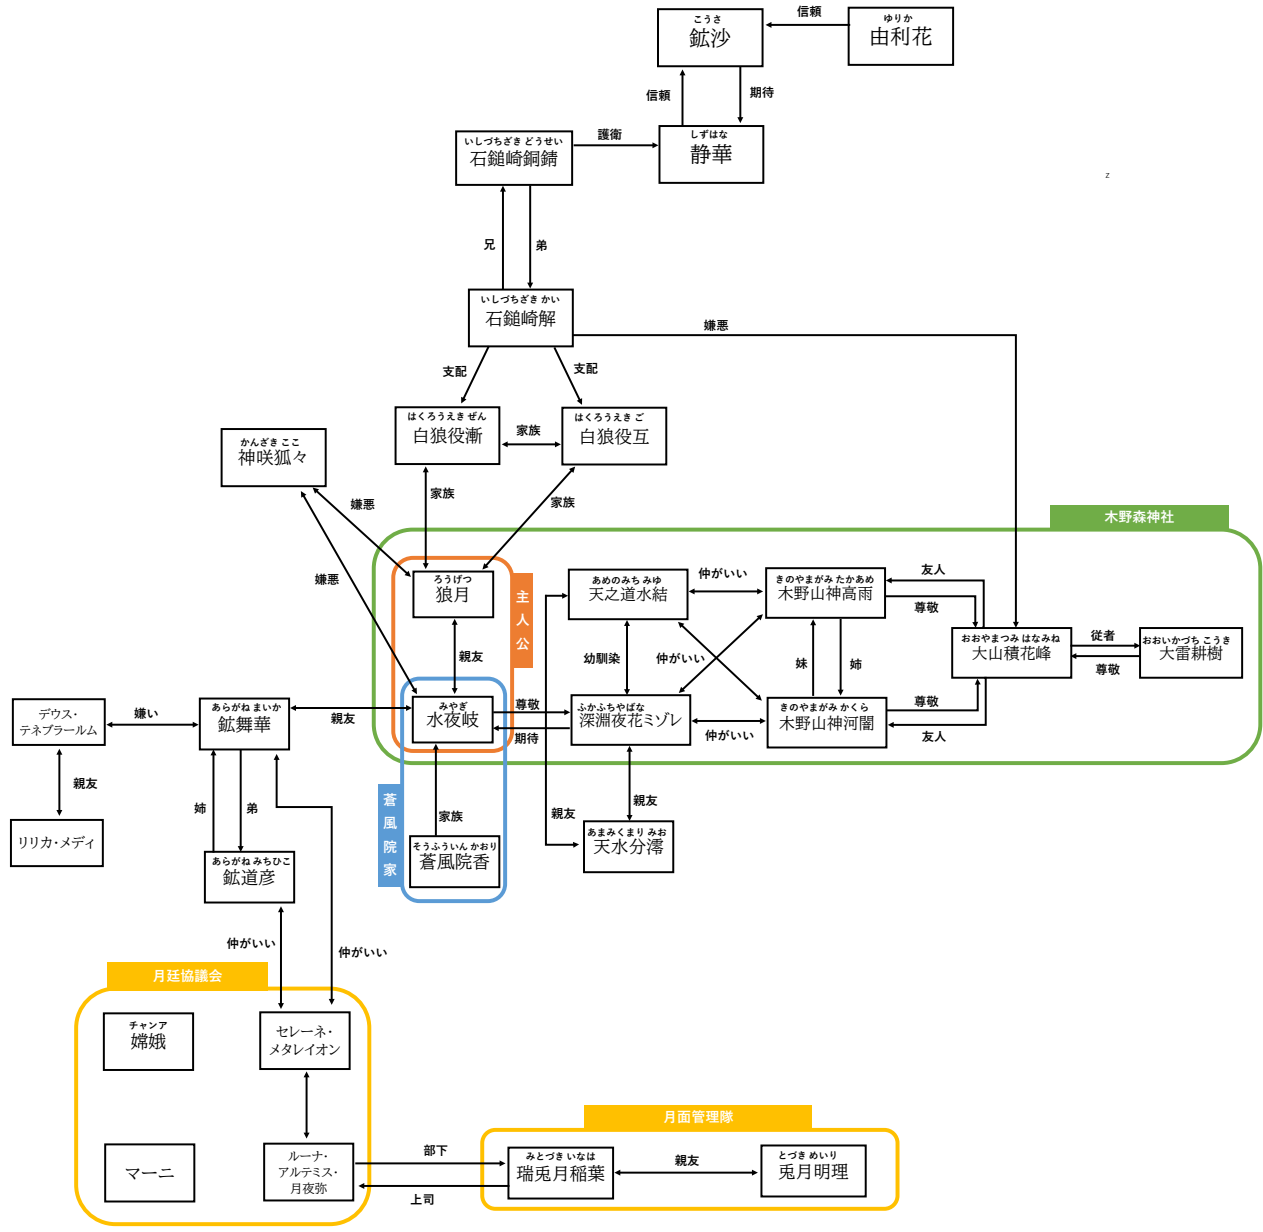 こうさ
鉱沙
信頼
ゆりか
由利花
信頼
期待
いしづちざき どうせい
石鎚崎銅錆
護衛
しずはな
静華
z
兄
弟
いしづちざき かい
石鎚崎解
嫌悪
支配
支配
はくろうえき ぜん
白狼役漸
家族
はくろうえき ご
白狼役互
かんざき ここ
神咲狐々
嫌悪
家族
家族
嫌悪
木野森神社
主
人
公
ろうげつ
狼月
親友
あめのみち みゆ
天之道水結
仲がいい
きのやまがみ たかあめ
木野山神高雨
友人
尊敬
幼馴染
仲がいい
妹
姉
おおやまつみ はなみね
大山積花峰
従者
尊敬
おおいかづち こうき
大雷耕樹
みやぎ
水夜岐
尊敬
期待
ふかふちやばな
深淵夜花ミゾレ
仲がいい
きのやまがみ かくら
木野山神河闇
尊敬
友人
デウス・
テネブラールム
嫌い
あらがね まいか
鉱舞華
親友
親友
リリカ・メディ
姉
弟
あらがね みちひこ
鉱道彦
蒼
風
院
家
家族
そうふういん かおり
蒼風院香
親友
親友
あまみくまり みお
天水分澪
仲がいい
仲がいい
月廷協議会
チャンア
嫦娥
セレーネ・
メタレイオン
マーニ
ルーナ・
アルテミス・
月夜弥
部下
上司
月面管理隊
みとづき いなは
瑞兎月稲葉
親友
とづき めいり
兎月明理